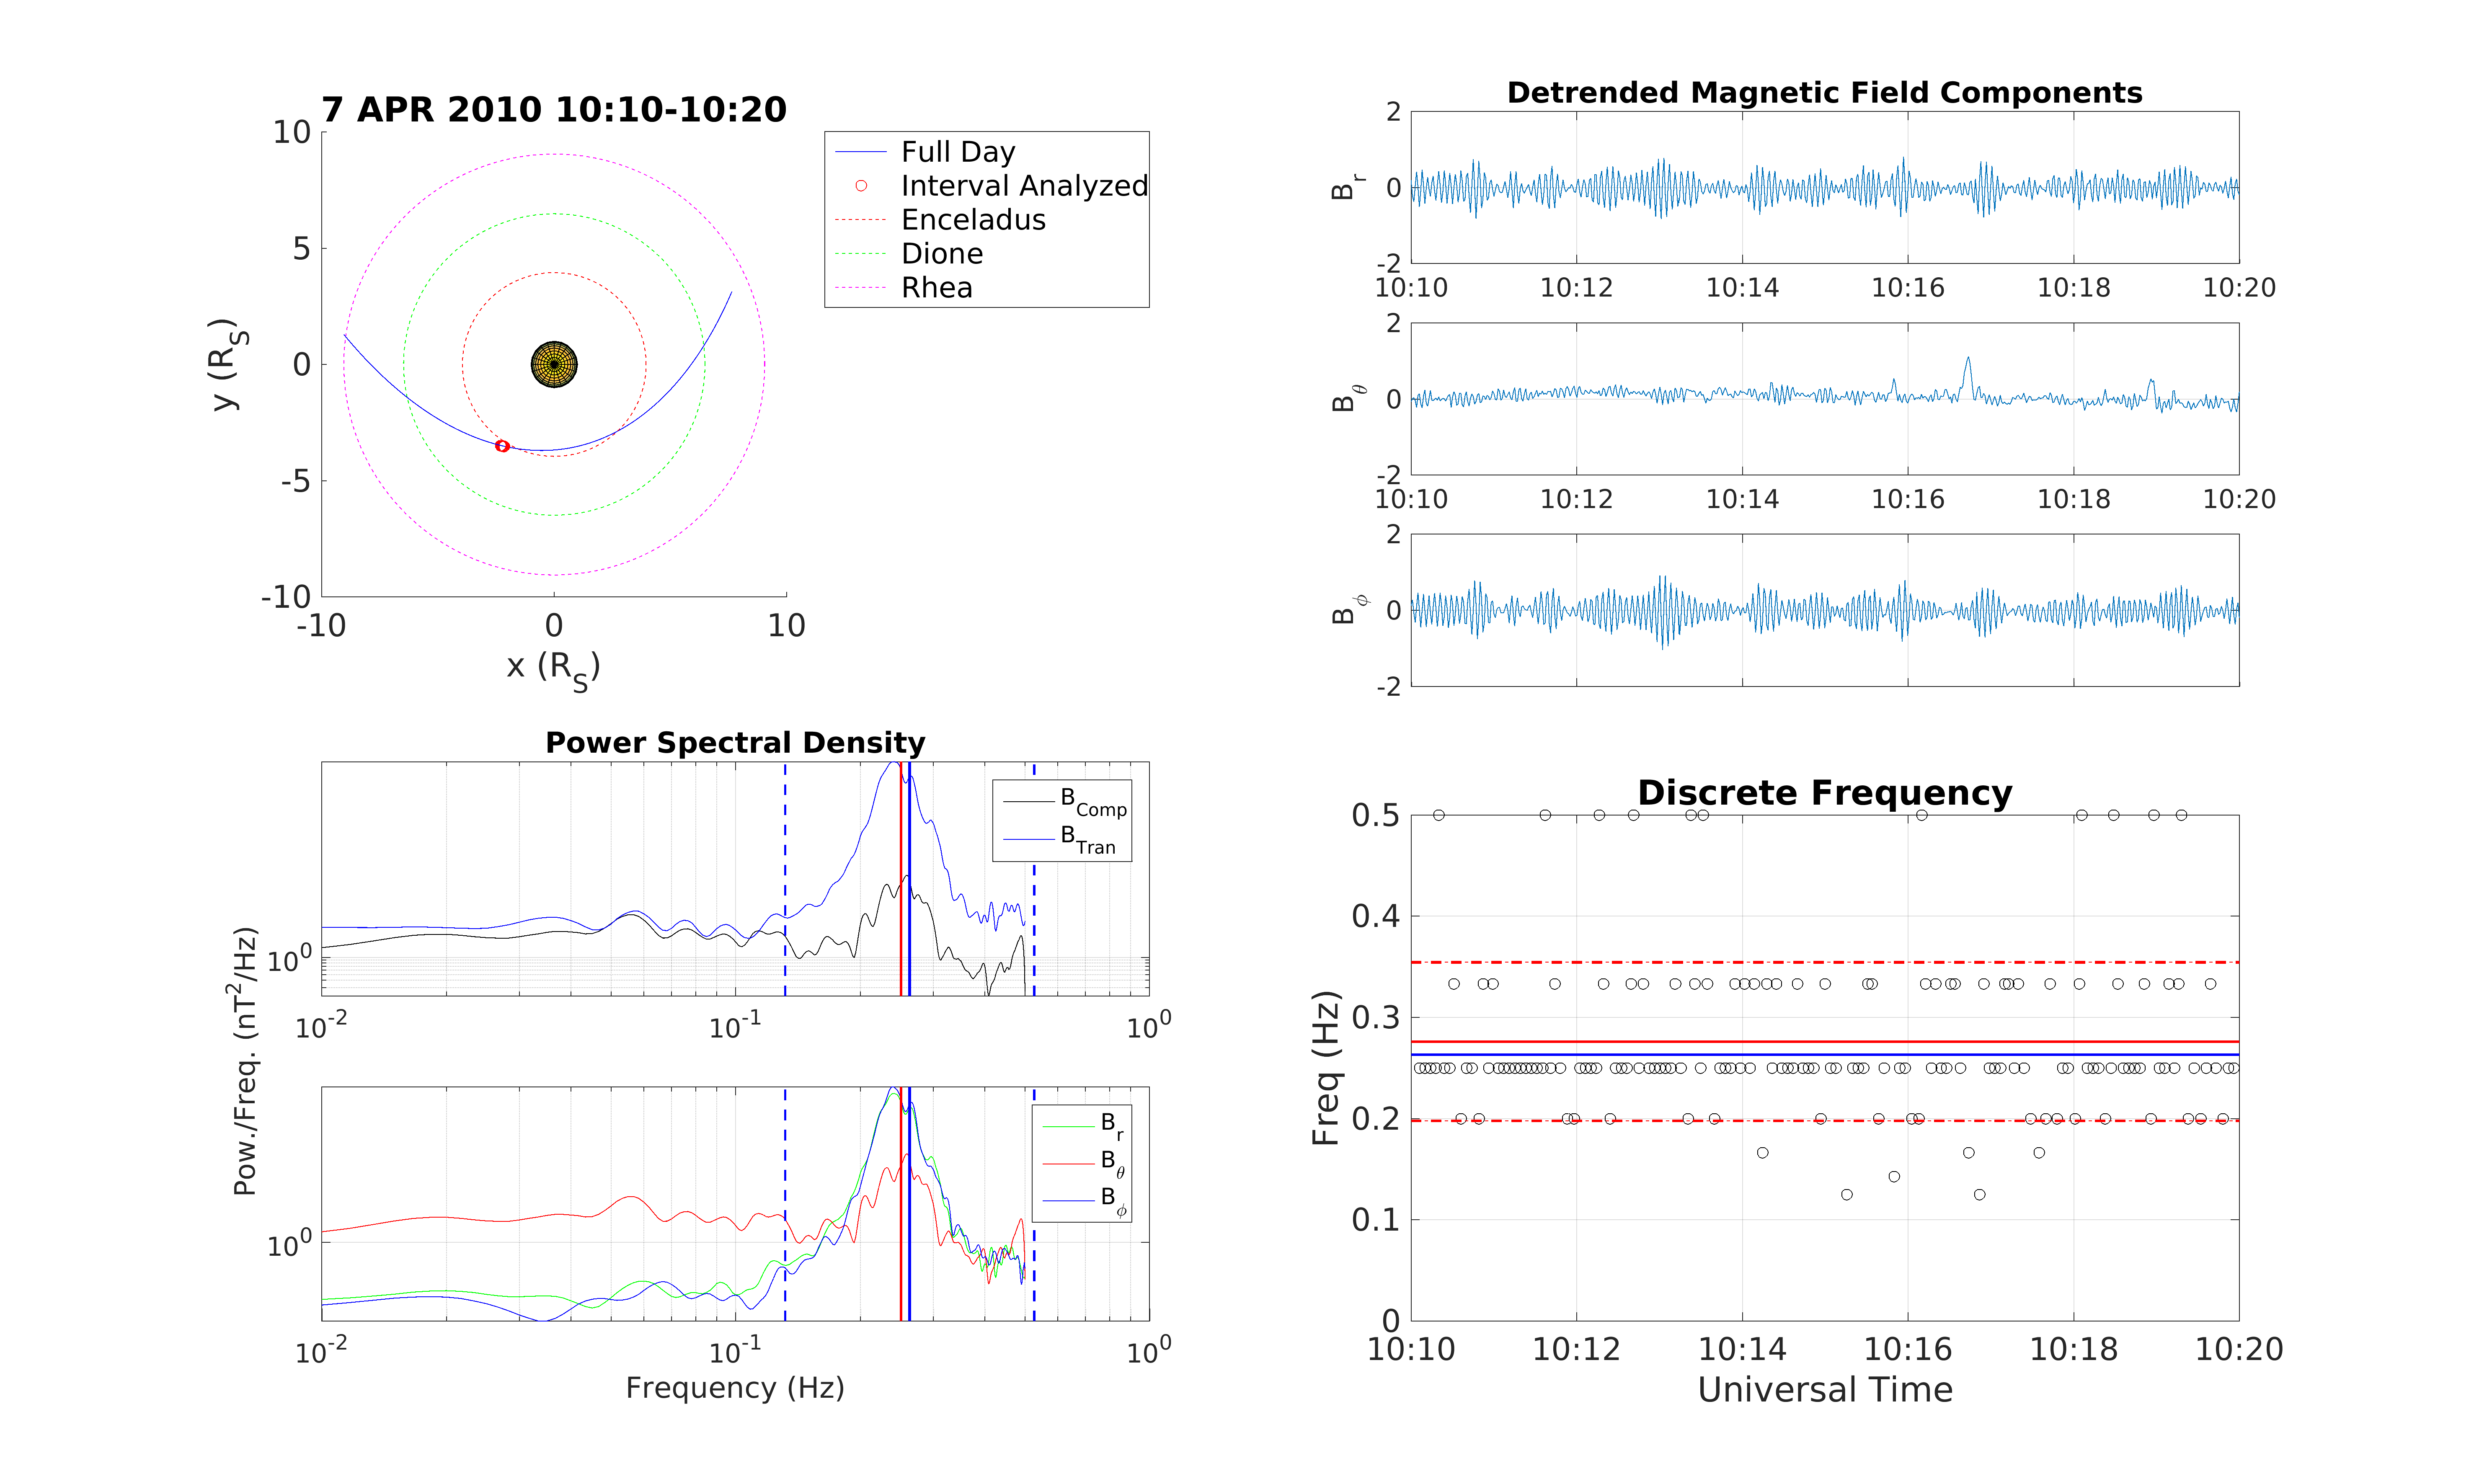 7 APR 2010 10:10-10:20
10
5
0
-5
-10
-10 0 10
y (R_S)
x (R_S)
Full Day
Interval Analyzed
Enceladus
Dione
Rhea
Detrended Magnetic Field Components
2
0
-2
B_r
10:10 10:12 10:14 10:16 10:18 10:20
2
0
-2
B_θ
10:10 10:12 10:14 10:16 10:18 10:20
2
0
-2
B_ϕ
Power Spectral Density
B_Comp
B_Tran
10^0
10^-2 10^-1 10^0
Pow./Freq. (nT^2/Hz)
B_r
B_θ
B_ϕ
10^0
10^-2 10^-1 10^0
Frequency (Hz)
Discrete Frequency
0.5
0.4
0.3
0.2
0.1
0
Freq (Hz)
10:10 10:12 10:14 10:16 10:18 10:20
Universal Time